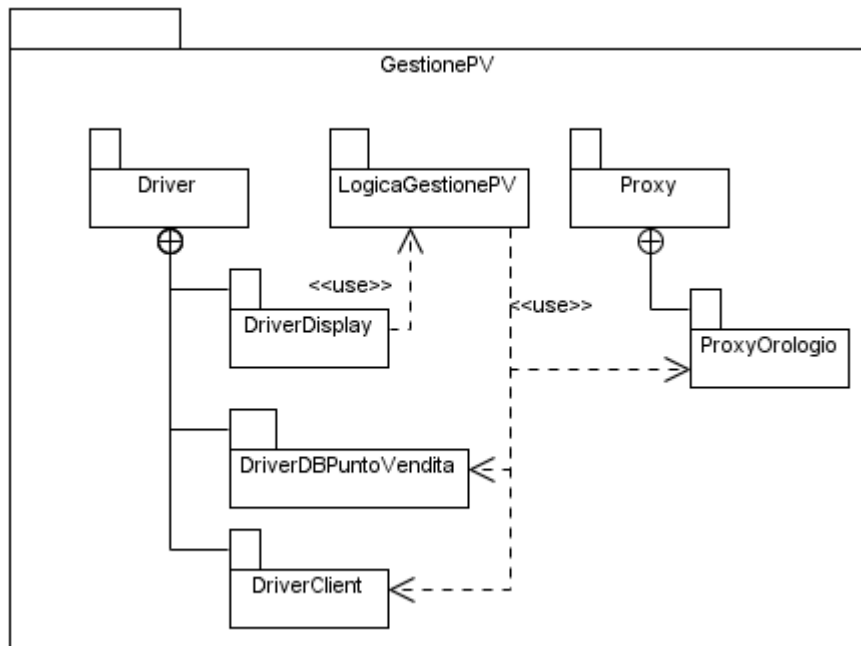 GestionePV
Driver
LogicaGestionePV
Proxy
<<use>>
<<use>>
DriverDisplay
ProxyOrologio
DriverDBPuntoVendita
DriverClient